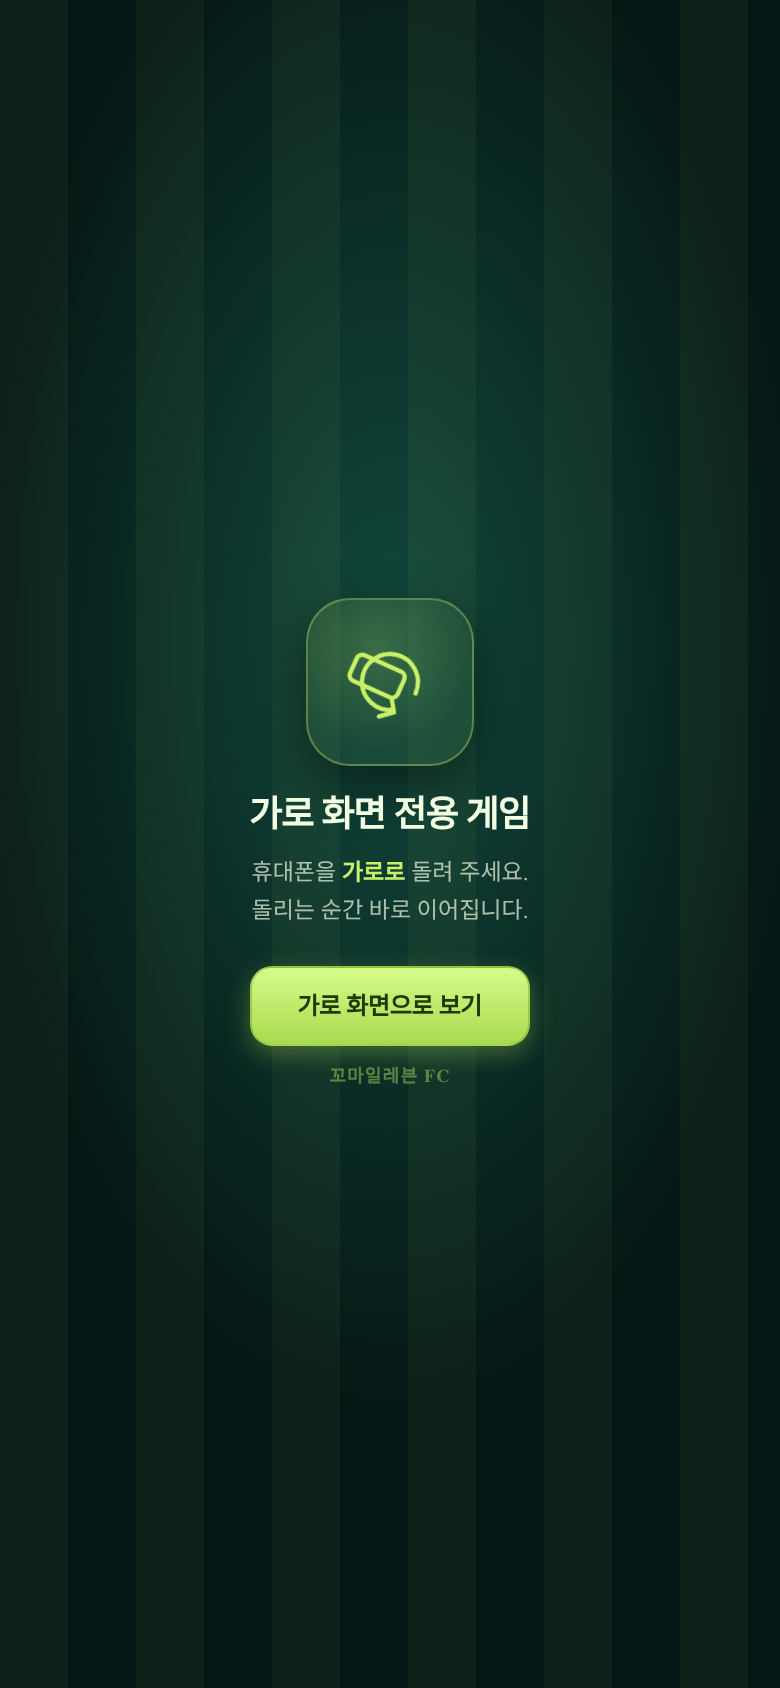 가로 화면 전용 게임
휴대폰을 가로로 돌려 주세요.
돌리는 순간 바로 이어집니다.
가로 화면으로 보기
꼬마일레븐 FC